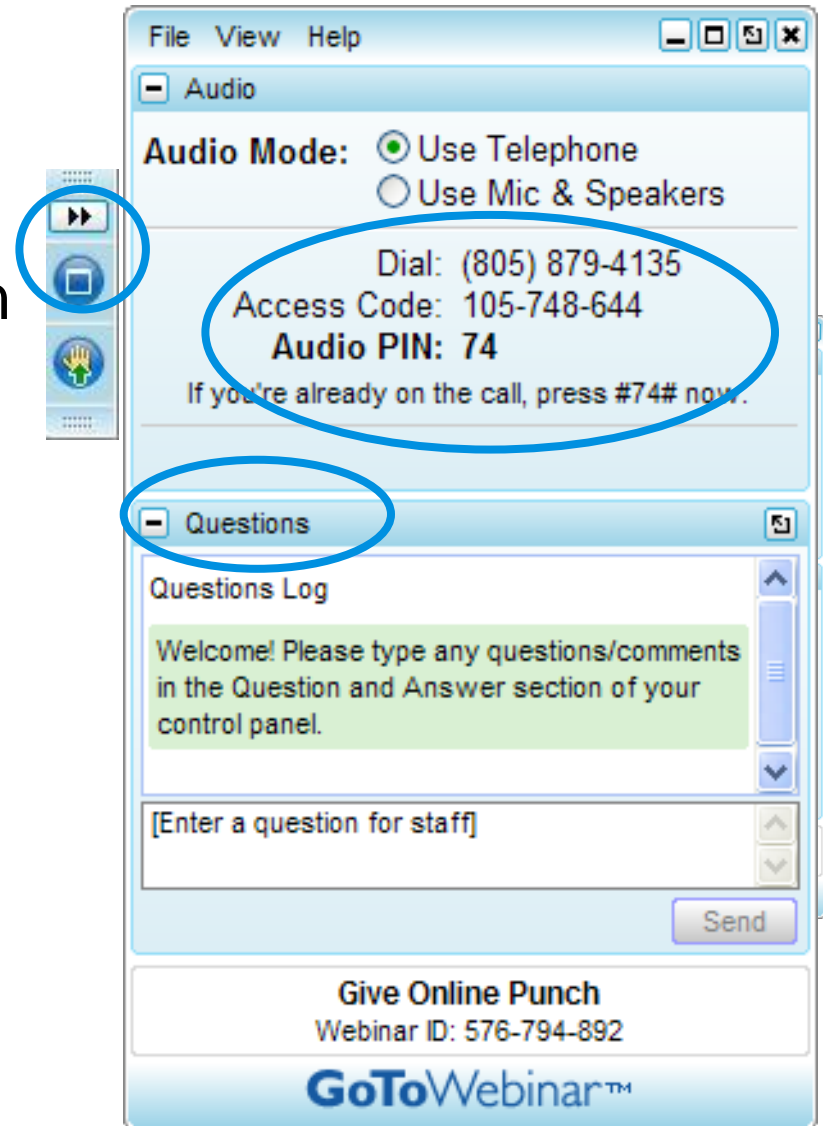 File View Help
Audio
Audio Mode: Use Telephone
Use Mic & Speakers
Dial: (805) 879-4135
Access Code: 105-748-644
Audio PIN: 74
If you're already on the call, press #74# now.
Questions
Questions Log
Welcome! Please type any questions/comments
in the Question and Answer section of your
control panel.
[Enter a question for staff]
Send
Give Online Punch
Webinar ID: 576-794-892
GoToWebinar™